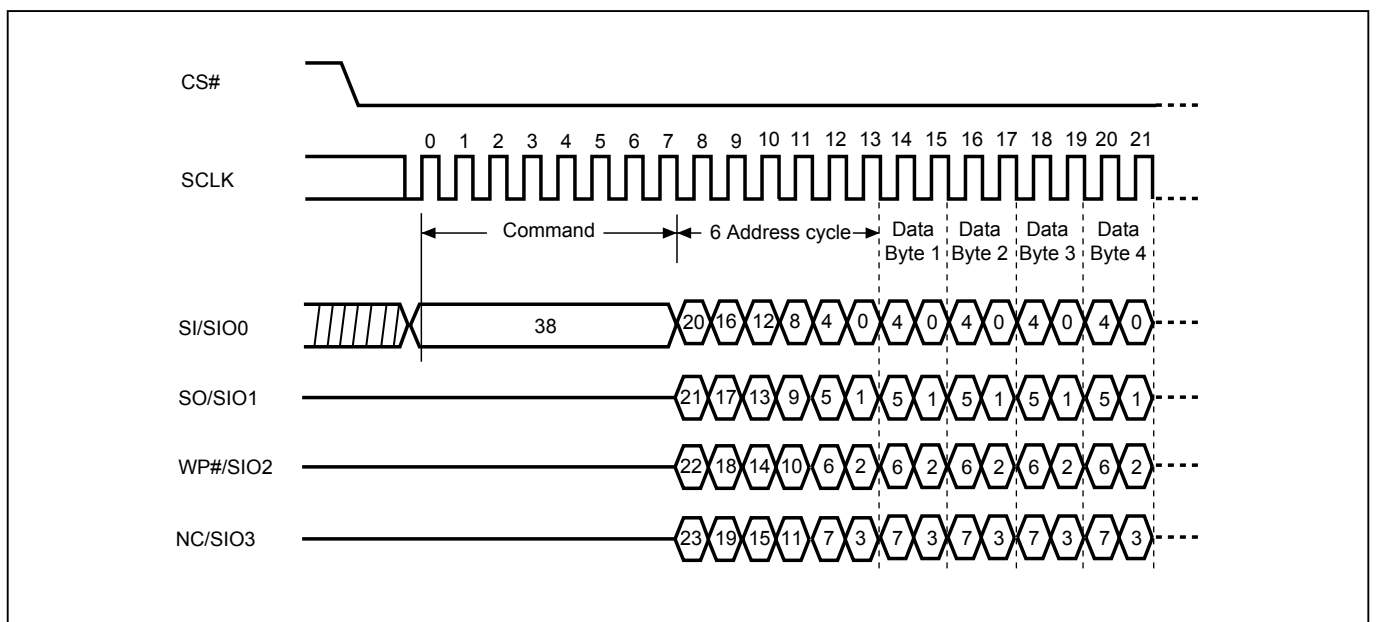 CS#
0 1 2 3 4 5 6 7 8 9 10 11 12 13 14 15 16 17 18 19 20 21
SCLK
Command 6 Address cycle Data Byte 1 Data Byte 2 Data Byte 3 Data Byte 4
SI/SIO0 38 20 16 12 8 4 0 4 0 4 0 4 0 4 0
SO/SIO1 21 17 13 9 5 1 5 1 5 1 5 1 5 1
WP#/SIO2 22 18 14 10 6 2 6 2 6 2 6 2 6 2
NC/SIO3 23 19 15 11 7 3 7 3 7 3 7 3 7 3